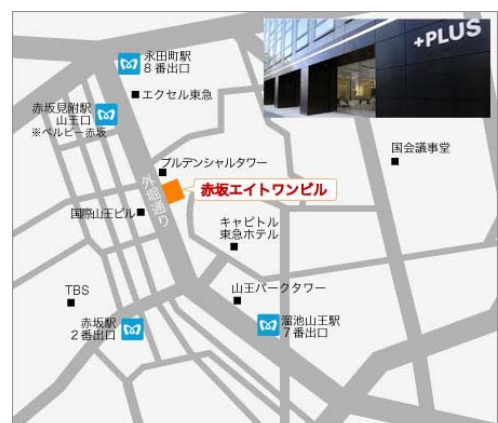 +PLUS
永田町駅
8番出口
エクセル東急
赤坂見附駅
山王口
※ベルビー赤坂
国会議事堂
プルデンシャルタワー
外堀通り
赤坂エイトワンビル
国際山王ビル
キャピトル
東急ホテル
TBS
山王パークタワー
赤坂駅
2番出口
溜池山王駅
7番出口